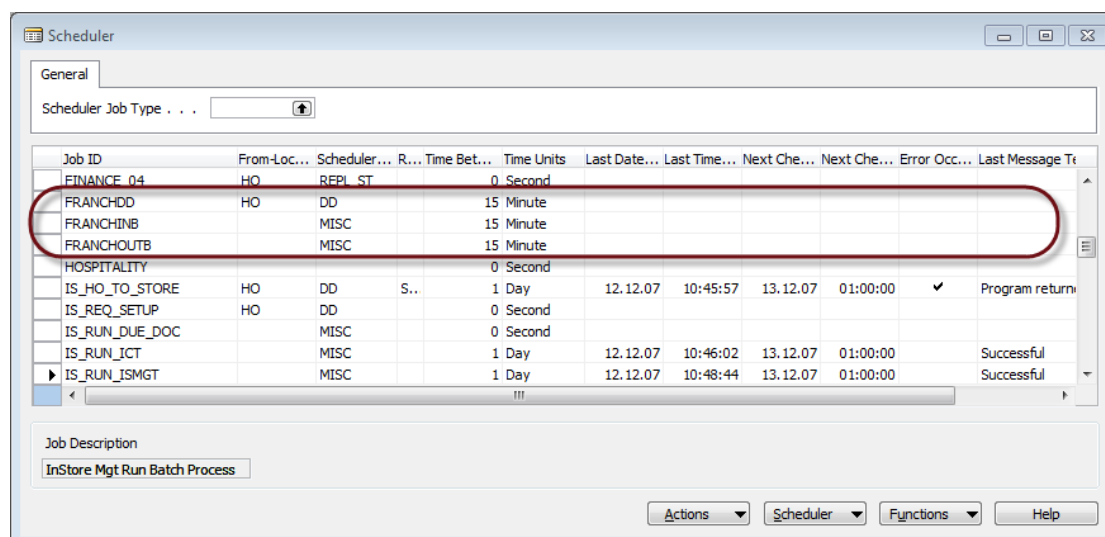 Scheduler
General
Scheduler Job Type . . .
Job ID From-Loc... Scheduler... R... Time Bet... Time Units Last Date... Last Time... Next Che... Next Che... Error Occ... Last Message Te
FINANCE_04 HO REPL_ST 0 Second
FRANCHDD HO DD 15 Minute
FRANCHINB MISC 15 Minute
FRANCHOUTB MISC 15 Minute
HOSPITALITY 0 Second
IS_HO_TO_STORE HO DD S.. 1 Day 12.12.07 10:45:57 13.12.07 01:00:00 ✔ Program returne
IS_REQ_SETUP HO DD 0 Second
IS_RUN_DUE_DOC MISC 0 Second
IS_RUN_ICT MISC 1 Day 12.12.07 10:46:02 13.12.07 01:00:00 Successful
IS_RUN_ISMGT MISC 1 Day 12.12.07 10:48:44 13.12.07 01:00:00 Successful
Job Description
InStore Mgt Run Batch Process
Actions Scheduler Functions Help